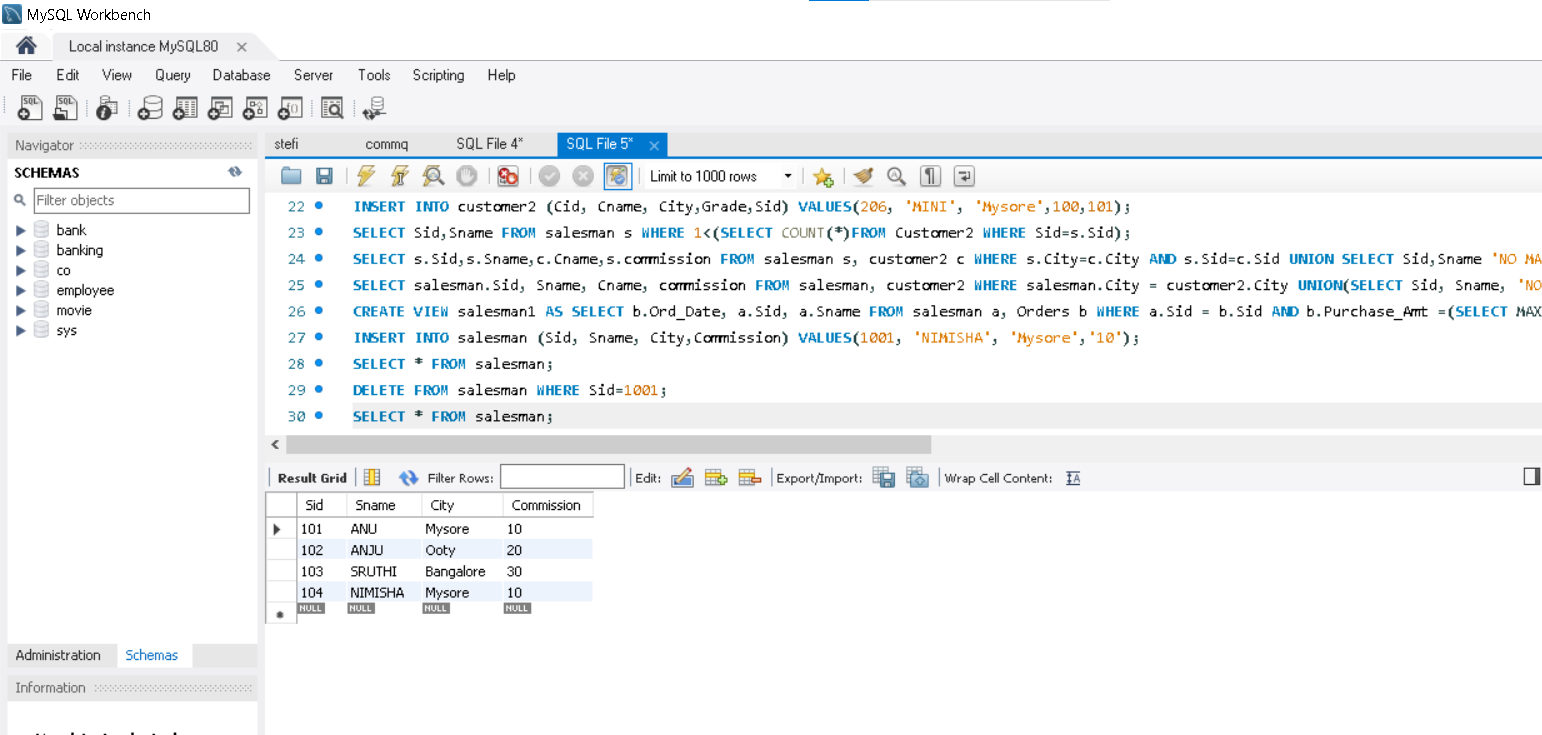 MySQL Workbench
Local instance MySQL80
File Edit View Query Database Server Tools Scripting Help
Navigator
SCHEMAS
Filter objects
bank
banking
co
employee
movie
sys
Administration Schemas
Information
stefi commq SQL File 4* SQL File 5*
Limit to 1000 rows
22 INSERT INTO customer2 (Cid, Cname, City,Grade,Sid) VALUES(206, 'MINI', 'Mysore',100,101);
23 SELECT Sid,Sname FROM salesman s WHERE 1<(SELECT COUNT(*)FROM Customer2 WHERE Sid=s.Sid);
24 SELECT s.Sid,s.Sname,c.Cname,s.commission FROM salesman s, customer2 c WHERE s.City=c.City AND s.Sid=c.Sid UNION SELECT Sid,Sname 'NO MA
25 SELECT salesman.Sid, Sname, Cname, commission FROM salesman, customer2 WHERE salesman.City = customer2.City UNION(SELECT Sid, Sname, 'NO
26 CREATE VIEW salesman1 AS SELECT b.Ord_Date, a.Sid, a.Sname FROM salesman a, Orders b WHERE a.Sid = b.Sid AND b.Purchase_Amt =(SELECT MAX
27 INSERT INTO salesman (Sid, Sname, City,Commission) VALUES(1001, 'NIMISHA', 'Mysore','10');
28 SELECT * FROM salesman;
29 DELETE FROM salesman WHERE Sid=1001;
30 SELECT * FROM salesman;
Result Grid Filter Rows: Edit: Export/Import: Wrap Cell Content:
Sid Sname City Commission
101 ANU Mysore 10
102 ANJU Ooty 20
103 SRUTHI Bangalore 30
104 NIMISHA Mysore 10
NULL NULL NULL NULL